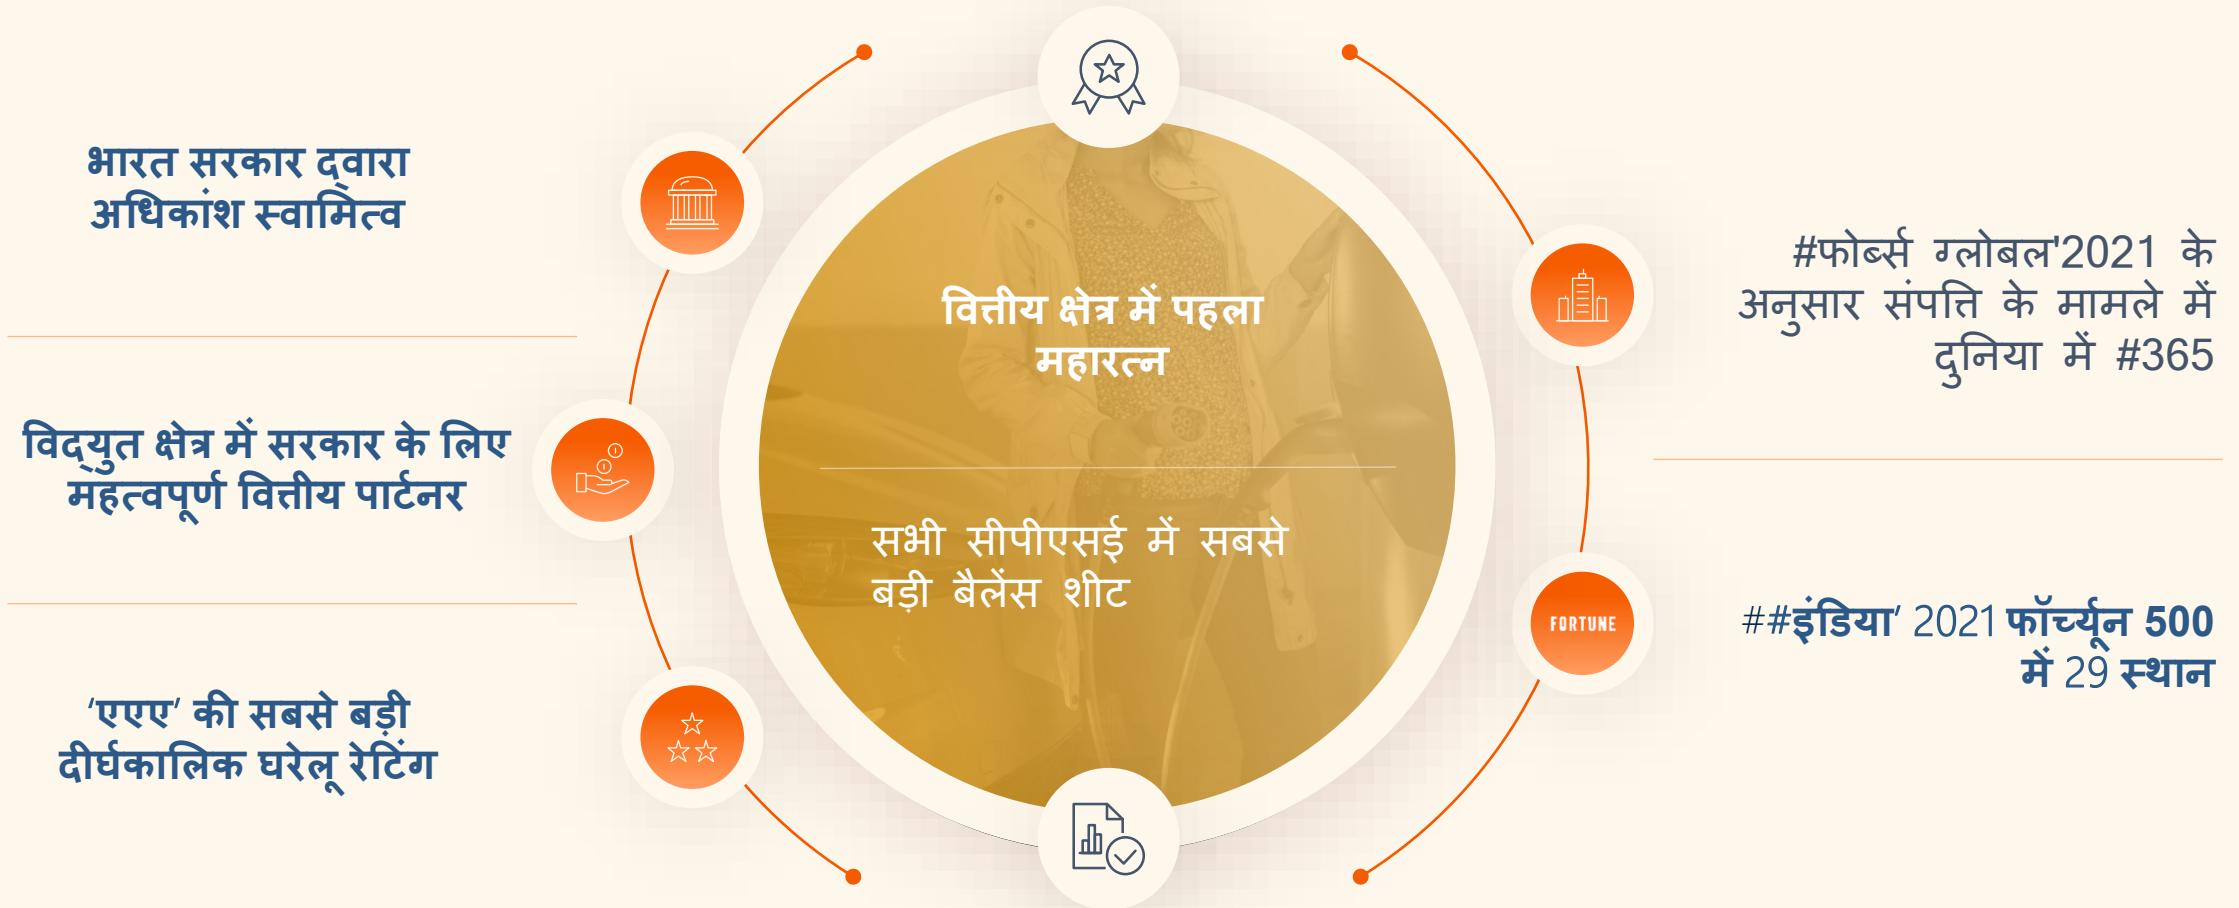 भारत सरकार द्वारा
अधिकांश स्वामित्व
विद्युत क्षेत्र में सरकार के लिए
महत्वपूर्ण वित्तीय पार्टनर
‘एएए’ की सबसे बड़ी
दीर्घकालिक घरेलू रेटिंग
वित्तीय क्षेत्र में पहला
महारत्न
सभी सीपीएसई में सबसे
बड़ी बैलेंस शीट
#फोर्ब्स ग्लोबल'2021 के
अनुसार संपत्ति के मामले में
दुनिया में #365
FORTUNE
##इंडिया’ 2021 फॉर्च्यून 500
में 29 स्थान